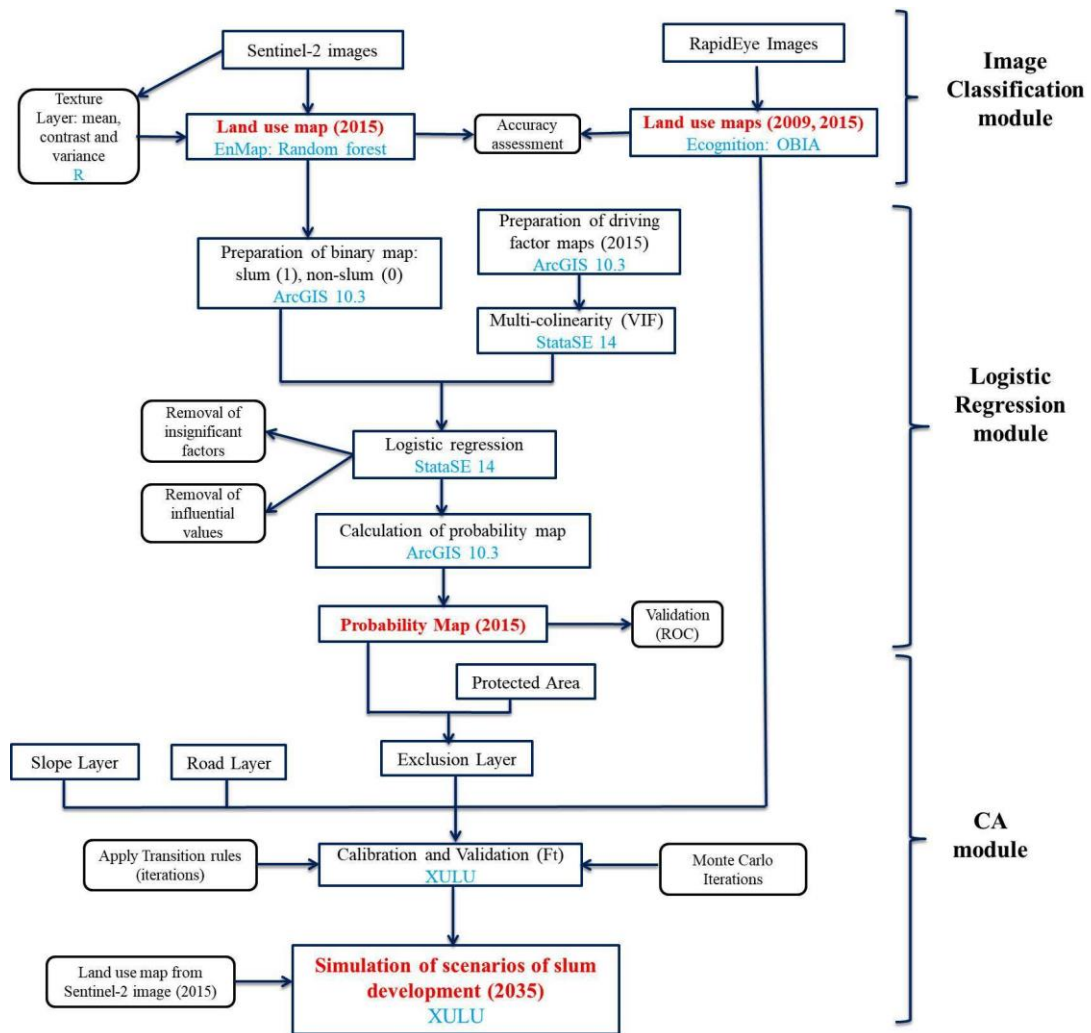 Sentinel-2 images
RapidEye Images
Image
Classification
module
Texture
Layer: mean,
contrast and
variance
R
Land use map (2015)
EnMap: Random forest
Accuracy
assessment
Land use maps (2009, 2015)
Ecognition: OBIA
Preparation of binary map:
slum (1), non-slum (0)
ArcGIS 10.3
Preparation of driving
factor maps (2015)
ArcGIS 10.3
Multi-colinearity (VIF)
StataSE 14
Logistic
Regression
module
Removal of
insignificant
factors
Logistic regression
StataSE 14
Removal of
influential
values
Calculation of probability map
ArcGIS 10.3
Probability Map (2015)
Validation
(ROC)
Protected Area
Slope Layer
Road Layer
Exclusion Layer
CA
module
Apply Transition rules
(iterations)
Calibration and Validation (Ft)
XULU
Monte Carlo
Iterations
Land use map from
Sentinel-2 image (2015)
Simulation of scenarios of slum
development (2035)
XULU